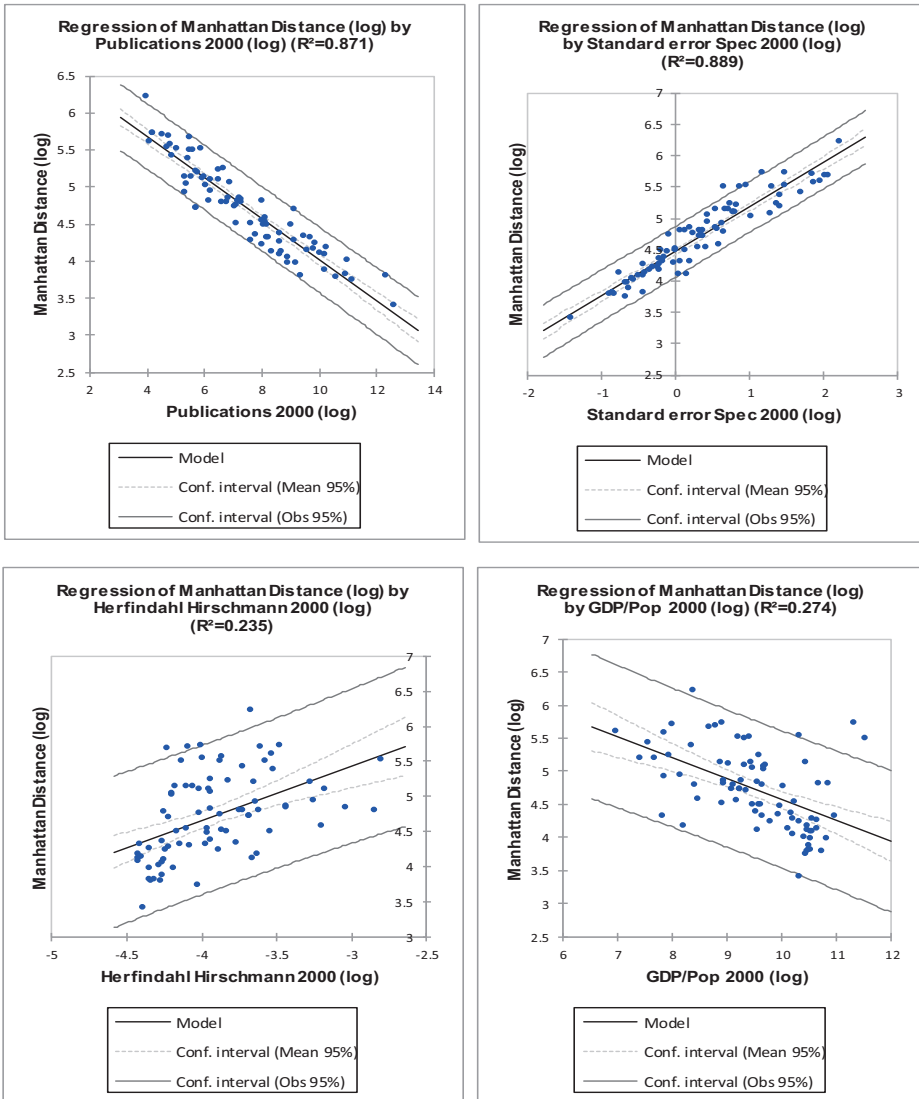 Regression of Manhattan Distance (log) by
Publications 2000 (log) (R²=0.871)
6.5
6
5.5
5
4.5
4
3.5
3
2.5
2
4
6
8
10
12
14
Manhattan Distance (log)
Publications 2000 (log)
Model
Conf. interval (Mean 95%)
Conf. interval (Obs 95%)
Regression of Manhattan Distance (log)
by Standard error Spec 2000 (log)
(R²=0.889)
7
6.5
6
5.5
5
4.5
4
3.5
3
2.5
-2
-1
0
1
2
3
Manhattan Distance (log)
Standard error Spec 2000 (log)
Model
Conf. interval (Mean 95%)
Conf. interval (Obs 95%)
Regression of Manhattan Distance (log) by
Herfindahl Hirschmann 2000 (log)
(R²=0.235)
7
6.5
6
5.5
5
4.5
4
3.5
3
-5
-4.5
-4
-3.5
-3
-2.5
Manhattan Distance (log)
Herfindahl Hirschmann 2000 (log)
Model
Conf. interval (Mean 95%)
Conf. interval (Obs 95%)
Regression of Manhattan Distance (log)
by GDP/Pop 2000 (log) (R²=0.274)
7
6.5
6
5.5
5
4.5
4
3.5
3
2.5
6
7
8
9
10
11
12
Manhattan Distance (log)
GDP/Pop 2000 (log)
Model
Conf. interval (Mean 95%)
Conf. interval (Obs 95%)